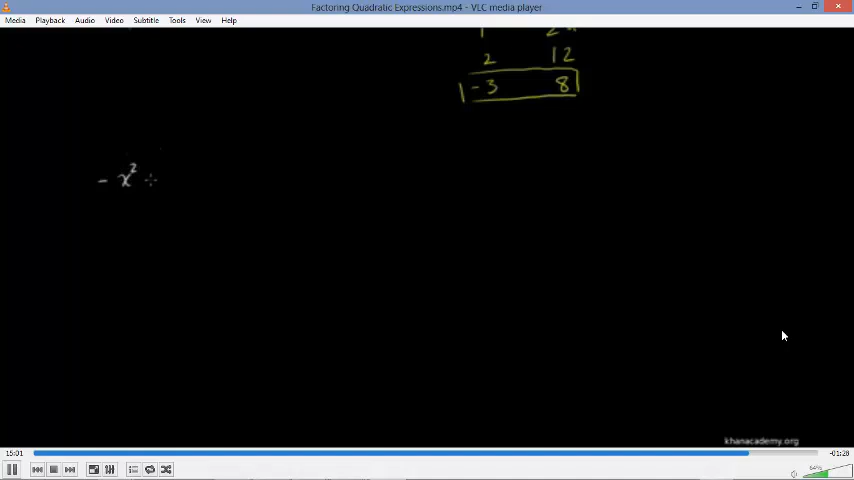 Factoring Quadratic Expressions.mp4 - VLC media player
Media Playback Audio Video Subtitle Tools View Help
2 12
-3 8
- x²
khanacademy.org
15:01 -01:28
64%